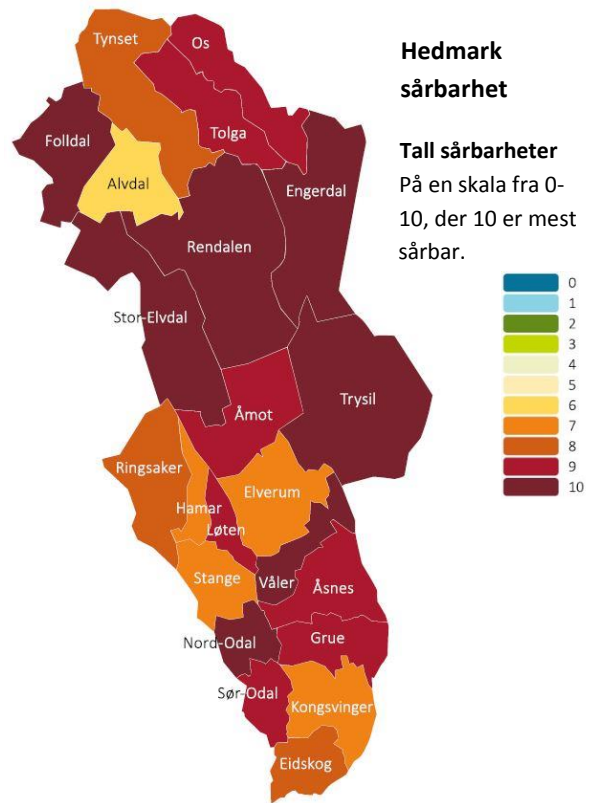 Hedmark
sårbarhet
Tall sårbarheter
På en skala fra 0-
10, der 10 er mest
sårbar.
0
1
2
3
4
5
6
7
8
9
10
Os
Tynset
Tolga
Folldal
Alvdal
Engerdal
Rendalen
Stor-Elvdal
Trysil
Åmot
Ringsaker
Elverum
Hamar
Løten
Stange
Våler
Åsnes
Nord-Odal
Grue
Sør-Odal
Kongsvinger
Eidskog